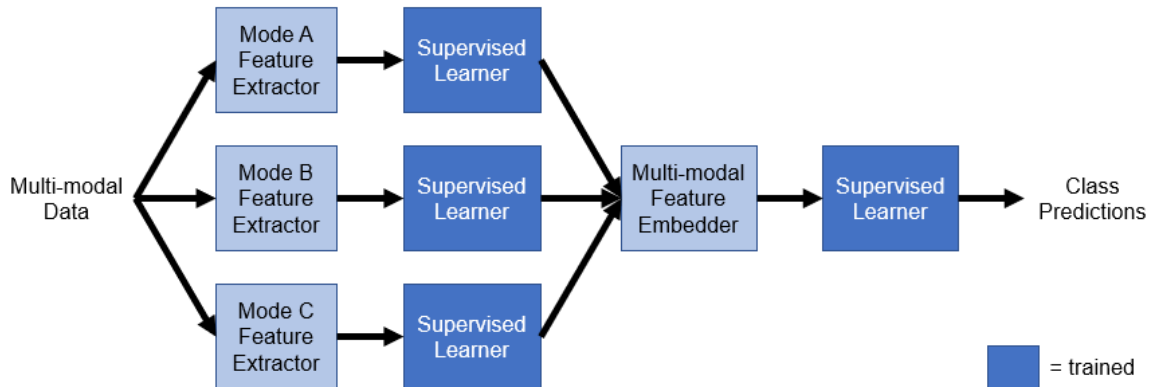 Multi-modal
Data
Mode A
Feature
Extractor
Supervised
Learner
Mode B
Feature
Extractor
Supervised
Learner
Mode C
Feature
Extractor
Supervised
Learner
Multi-modal
Feature
Embedder
Supervised
Learner
Class
Predictions
= trained